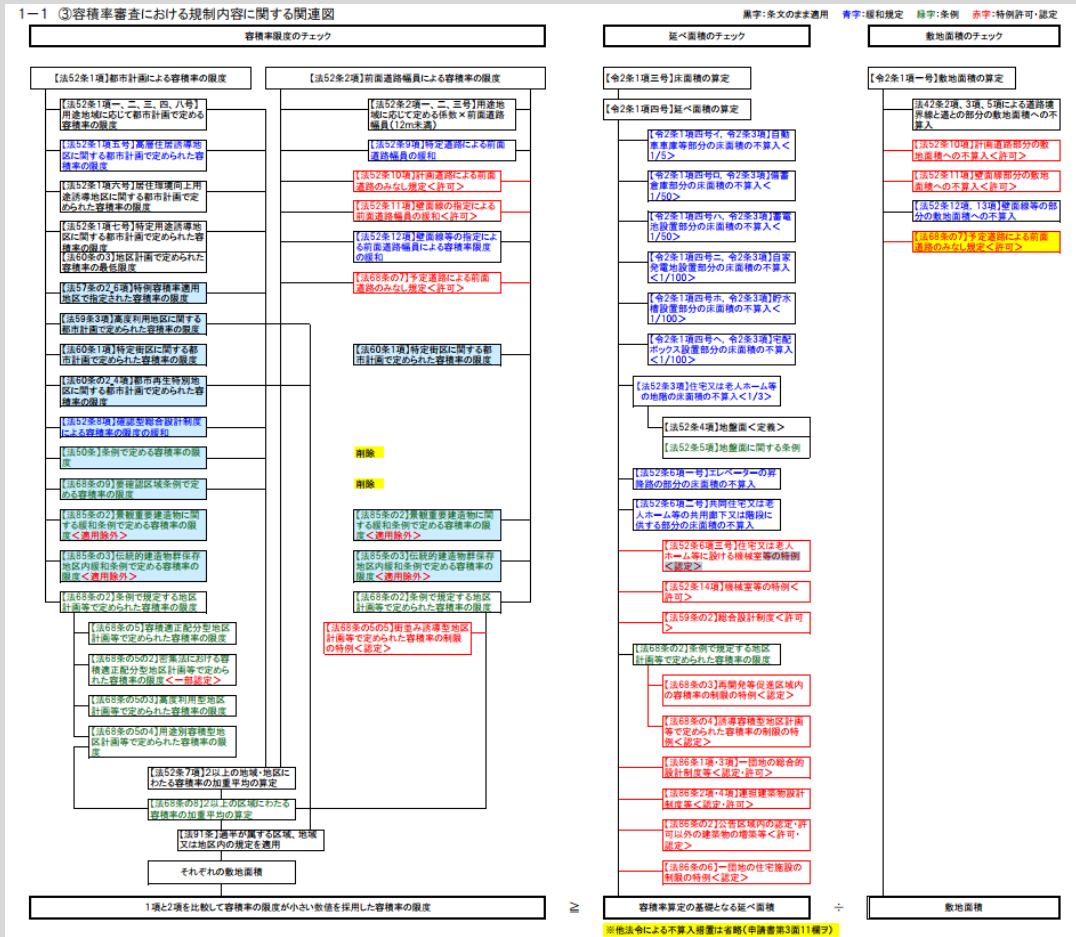 1－1 ③容積率審査における規制内容に関する関連図
黒字：条文のまま適用 青字：緩和規定 緑字：条例 赤字：特例許可・認定
容積率限度のチェック
【法52条1項】都市計画による容積率の限度
【法52条2項】前面道路幅員による容積率の限度
【法52条1項一、二、三、四、八号】
用途地域に応じて都市計画で定める
容積率の限度
【法52条1項五号】高層住居誘導地
区に関する都市計画で定められた容
積率の限度
【法52条1項六号】居住環境向上用
途誘導地区に関する都市計画で定
められた容積率の限度
【法52条1項七号】特定用途誘導地
区に関する都市計画で定められた容
積率の限度
【法60条の3】地区計画で定められた
容積率の最低限度
【法57条の2,6項】特例容積率適用
地区で指定された容積率の限度
【法59条3項】高度利用地区に関する
都市計画で定められた容積率の限度
【法60条1項】特定街区に関する都
市計画で定められた容積率の限度
【法60条の2,4項】都市再生特別地
区に関する都市計画で定められた容
積率の限度
【法52条8項】確認型総合設計制度
による容積率の限度の緩和
【法50条】条例で定める容積率の限
度
【法68条の9】要確認区域条例で定
める容積率の限度
【法85条の2】景観重要建造物に関
する緩和条例で定める容積率の限
度＜適用除外＞
【法85条の3】伝統的建造物群保存
地区内緩和条例で定める容積率の
限度＜適用除外＞
【法68条の2】条例で規定する地区
計画等で定められた容積率の限度
【法68条の5】容積適正配分型地区
計画等で定められた容積率の限度
【法68条の5の2】密集法における容
積適正配分型地区計画等で定めら
れた容積率の限度＜一部認定＞
【法68条の5の3】高度利用型地区
計画等で定められた容積率の限度
【法68条の5の4】用途別容積型地
区計画等で定められた容積率の限
度
【法52条2項一、二、三号】用途地
域に応じて定める係数×前面道路
幅員（12m未満）
【法52条9項】特定道路による前面
道路幅員の緩和
【法52条10項】計画道路による前面
道路のみなし規定＜許可＞
【法52条11項】壁面線の指定による
前面道路幅員の緩和＜許可＞
【法52条12項】壁面線等の指定によ
る前面道路幅員による容積率限度
の緩和
【法68条の7】予定道路による前面
道路のみなし規定＜許可＞
【法60条1項】特定街区に関する都
市計画で定められた容積率の限度
削除
削除
【法85条の2】景観重要建造物に関
する緩和条例で定める容積率の限
度＜適用除外＞
【法85条の3】伝統的建造物群保存
地区内緩和条例で定める容積率の
限度＜適用除外＞
【法68条の2】条例で規定する地区
計画等で定められた容積率の限度
【法68条の5の5】街並み誘導型地区
計画等で定められた容積率の制限
の特例＜認定＞
【法52条7項】2以上の地域・地区に
わたる容積率の加重平均の算定
【法68条の8】2以上の区域にわたる
容積率の加重平均の算定
【法91条】過半が属する区域、地域
又は地区内の規定を適用
それぞれの敷地面積
1項と2項を比較して容積率の限度が小さい数値を採用した容積率の限度
≧
延べ面積のチェック
【令2条1項三号】床面積の算定
【令2条1項四号】延べ面積の算定
【令2条1項四号イ, 令2条3項】自動
車車庫等部分の床面積の不算入＜
1/5＞
【令2条1項四号ロ, 令2条3項】備蓄
倉庫部分の床面積の不算入＜
1/50＞
【令2条1項四号ハ, 令2条3項】蓄電
池設置部分の床面積の不算入＜
1/50＞
【令2条1項四号ニ, 令2条3項】自家
発電地設置部分の床面積の不算入
＜1/100＞
【令2条1項四号ホ, 令2条3項】貯水
槽設置部分の床面積の不算入＜
1/100＞
【令2条1項四号ヘ, 令2条3項】宅配
ボックス設置部分の床面積の不算入
＜1/100＞
【法52条3項】住宅又は老人ホーム等
の地階の床面積の不算入＜1/3＞
【法52条4項】地盤面＜定義＞
【法52条5項】地盤面に関する条例
【法52条6項一号】エレベーターの昇
降路の部分の床面積の不算入
【法52条6項二号】共同住宅又は老
人ホーム等の共用廊下又は階段に
供する部分の床面積の不算入
【法52条6項三号】住宅又は老人
ホーム等に設ける機械室等の特例
＜認定＞
【法52条14項】機械室等の特例＜
許可＞
【法59条の2】総合設計制度＜許可
＞
【法68条の2】条例で規定する地区
計画等で定められた容積率の限度
【法68条の3】再開発等促進区域内
の容積率の制限の特例＜認定＞
【法68条の4】誘導容積型地区計画
等で定められた容積率の制限の特
例＜認定＞
【法86条1項・3項】一団地の総合的
設計制度等＜認定・許可＞
【法86条2項・4項】連担建築物設計
制度等＜認定・許可＞
【法86条の2】公告区域内の認定・許
可以外の建築物の増築等＜許可・
認定＞
【法86条の6】一団地の住宅施設の
制限の特例＜認定＞
容積率算定の基礎となる延べ面積
÷
※他法令による不算入措置は省略（申請書第3面11欄ヲ）
敷地面積のチェック
【令2条1項一号】敷地面積の算定
法42条2項、3項、5項による道路境
界線と道との部分の敷地面積への不
算入
【法52条10項】計画道路部分の敷
地面積への不算入＜許可＞
【法52条11項】壁面線部分の敷地
面積への不算入＜許可＞
【法52条12項、13項】壁面線等の部
分の敷地面積への不算入
【法68条の7】予定道路による前面
道路のみなし規定＜許可＞
敷地面積